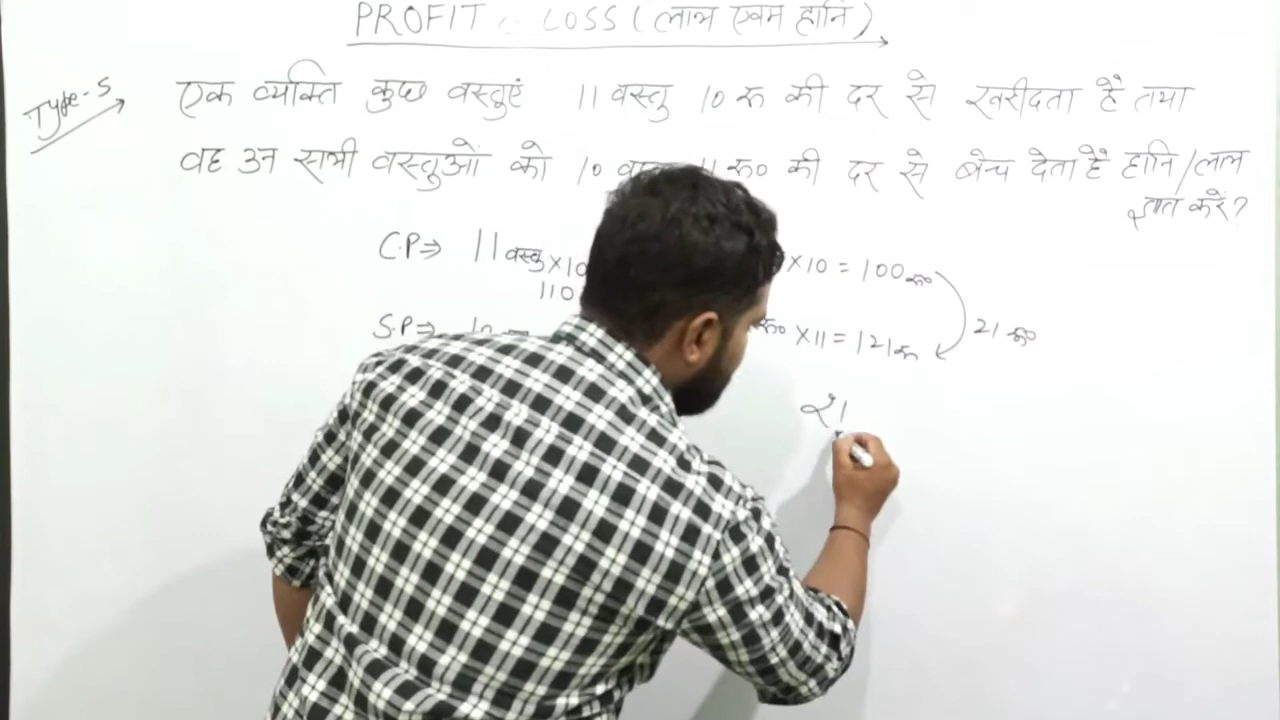 PROFIT & LOSS (लाभ एवम हानि)
Type-5
एक व्यक्ति कुछ वस्तुएं 11 वस्तु 10 रू की दर से खरीदता है तथा
वह उन सभी वस्तुओं को 10 11 रू० की दर से बेच देता है हानि/लाभ
ज्ञात करें?
C.P⇒ 11 वस्तु ×10 ×10 = 100 रू०
110
S.P⇒ 10 रू० ×11 = 121 रू 21 रू०
21